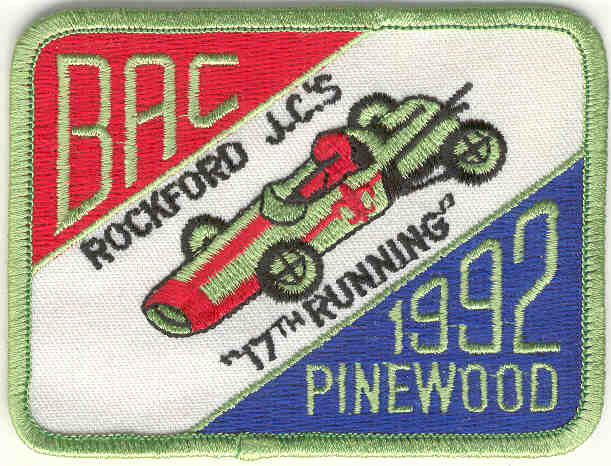 BAC
ROCKFORD J.C.'S
"17TH RUNNING"
1992
PINEWOOD